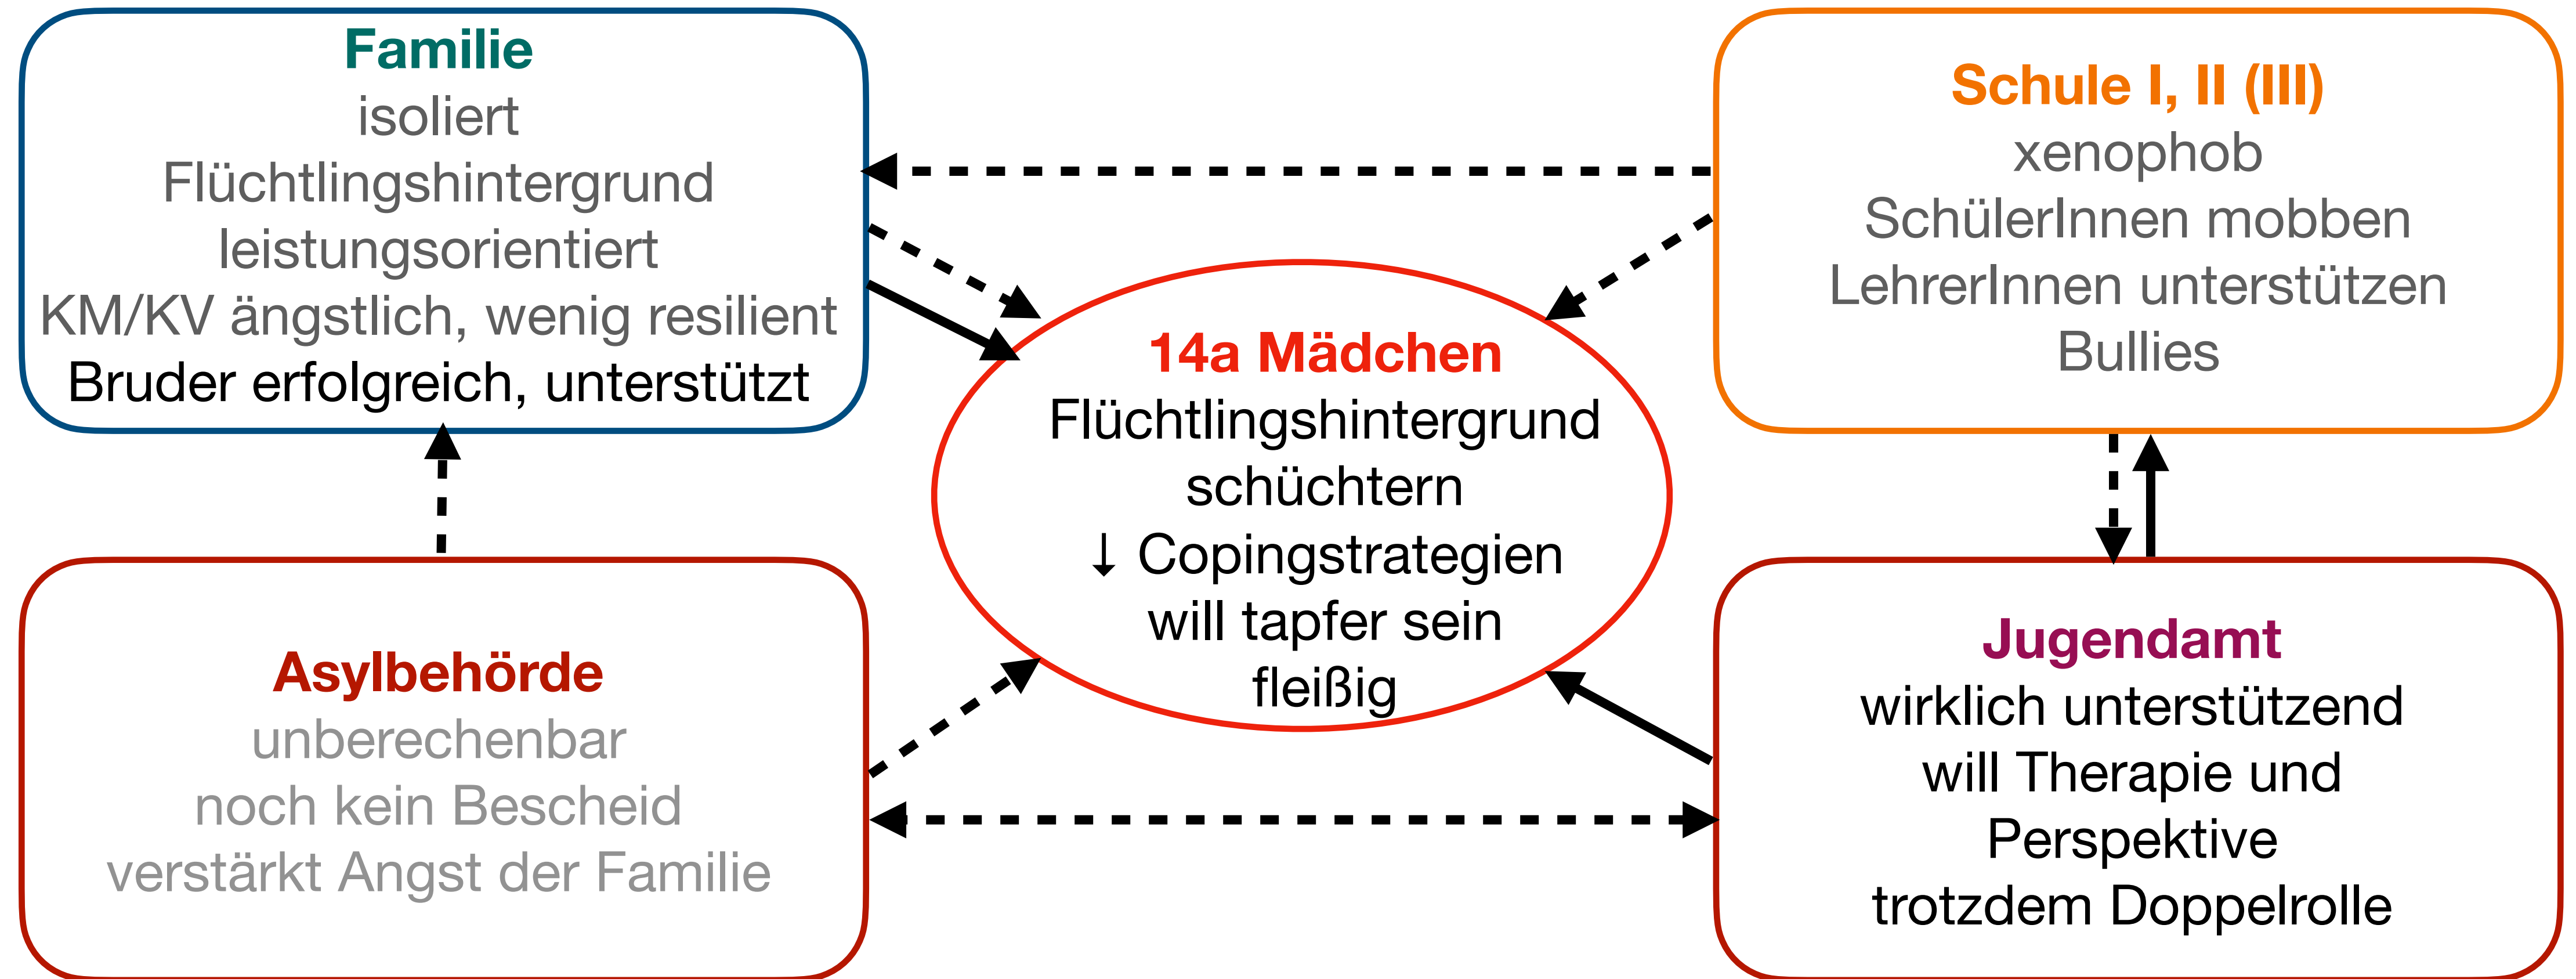 Familie
isoliert
Flüchtlingshintergrund
leistungsorientiert
KM/KV ängstlich, wenig resilient
Bruder erfolgreich, unterstützt
Schule I, II (III)
xenophob
SchülerInnen mobben
LehrerInnen unterstützen
Bullies
14a Mädchen
Flüchtlingshintergrund
schüchtern
↓ Copingstrategien
will tapfer sein
fleißig
Asylbehörde
unberechenbar
noch kein Bescheid
verstärkt Angst der Familie
Jugendamt
wirklich unterstützend
will Therapie und
Perspektive
trotzdem Doppelrolle